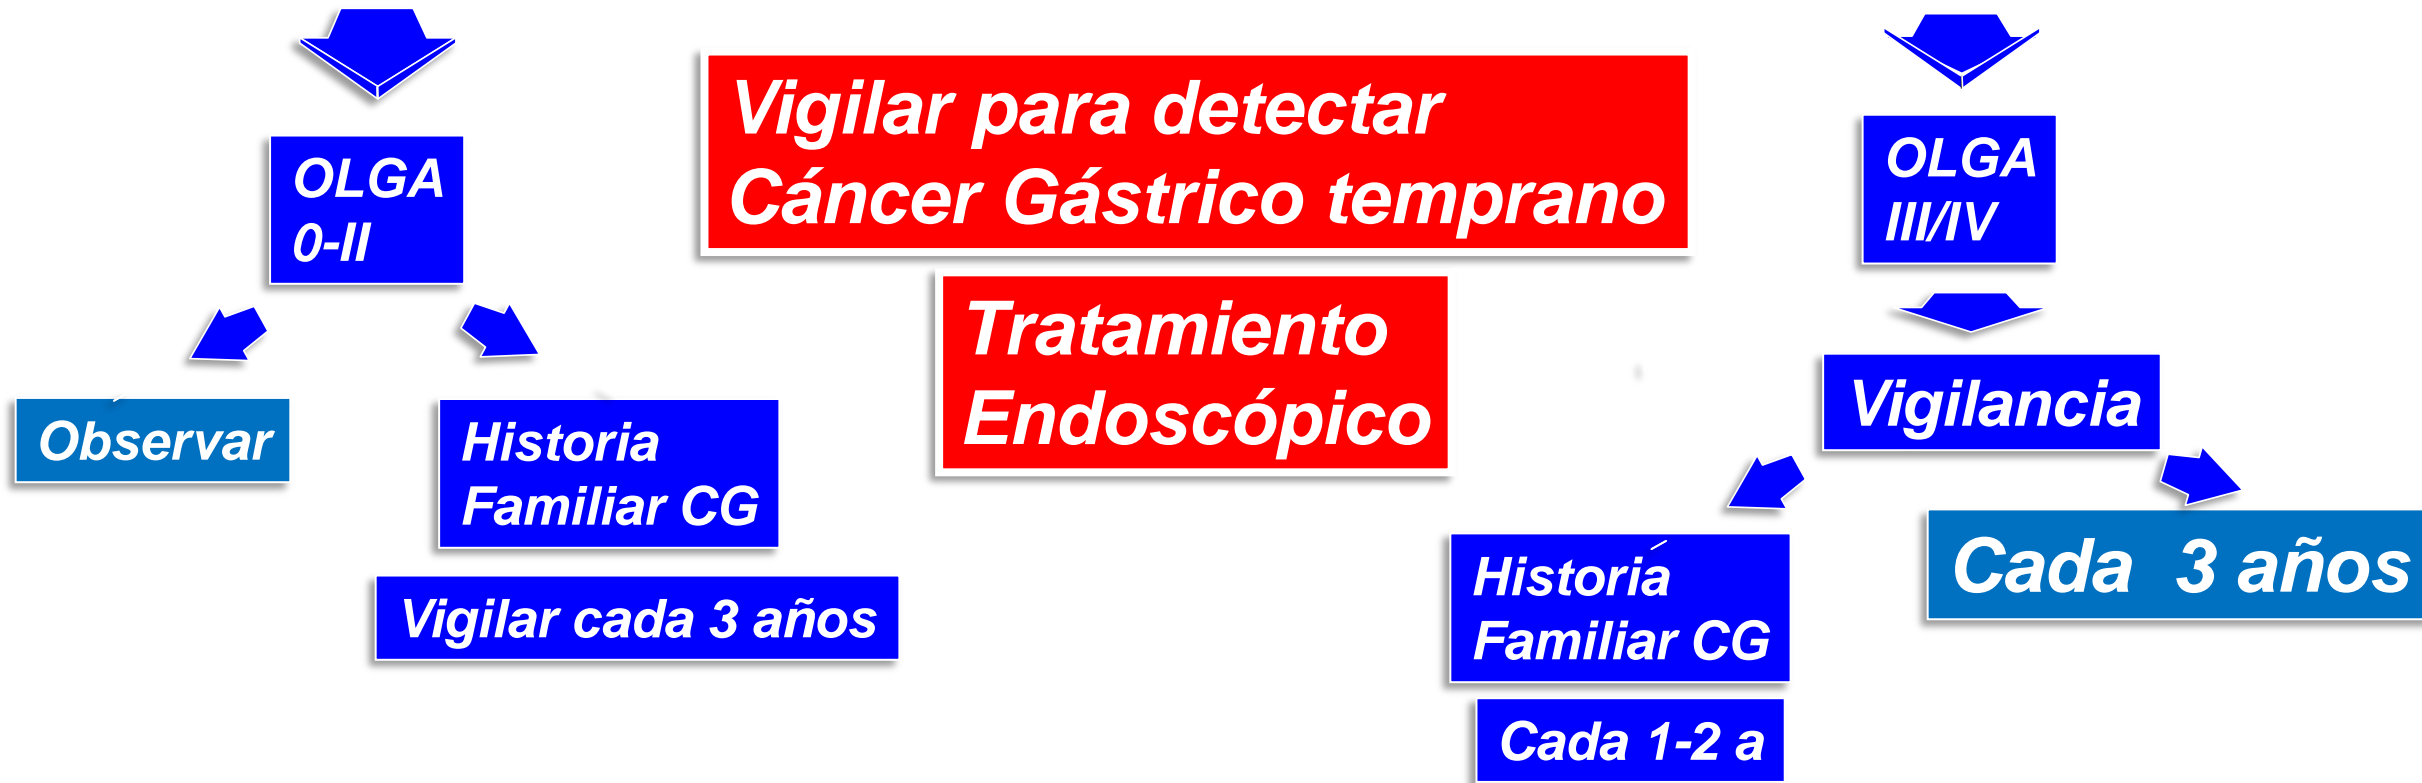 Vigilar para detectar
Cáncer Gástrico temprano
OLGA
0-II
OLGA
III/IV
Tratamiento
Endoscópico
Observar
Historia
Familiar CG
Vigilar cada 3 años
Vigilancia
Historia
Familiar CG
Cada 1-2 a
Cada 3 años